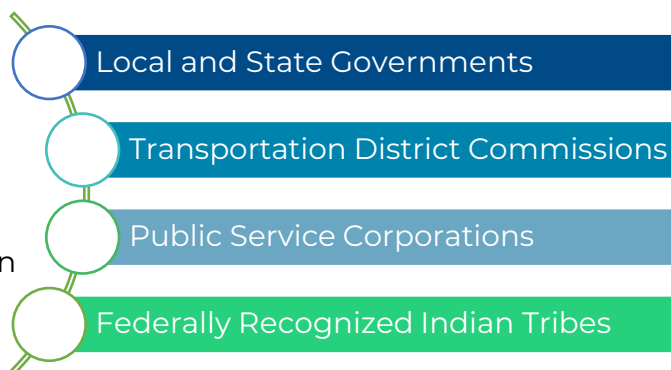 Local and State Governments
Transportation District Commissions
Public Service Corporations
n
Federally Recognized Indian Tribes